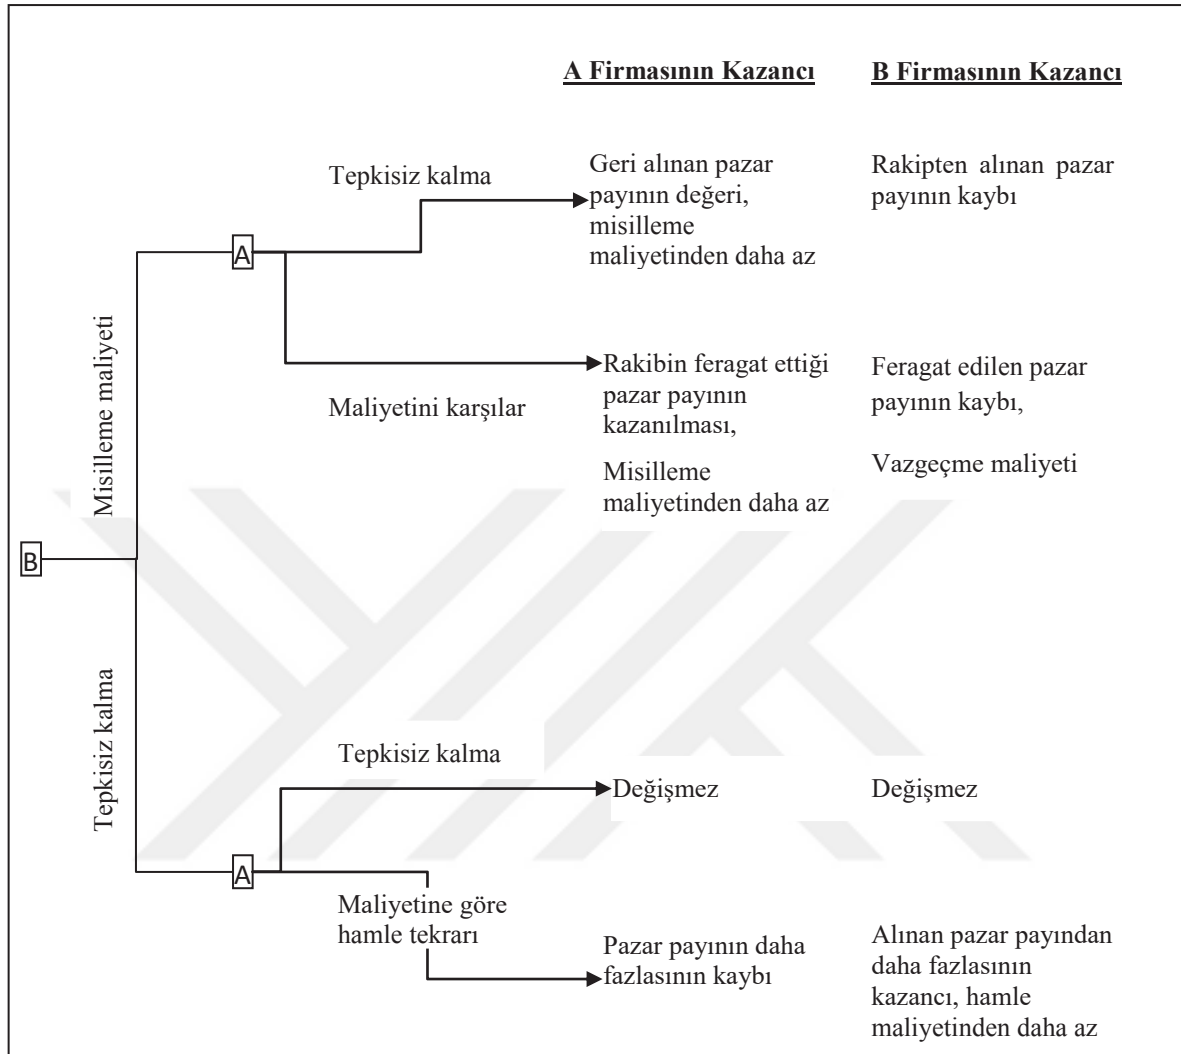 A Firmasının Kazancı
B Firmasının Kazancı
Tepkisiz kalma
Geri alınan pazar
payının değeri,
misilleme
maliyetinden daha az
Rakipten alınan pazar
payının kaybı
A
Misilleme maliyeti
Maliyetini karşılar
Rakibin feragat ettiği
pazar payının
kazanılması,
Misilleme
maliyetinden daha az
Feragat edilen pazar
payının kaybı,
Vazgeçme maliyeti
B
Tepkisiz kalma
Tepkisiz kalma
Değişmez
Değişmez
A
Maliyetine göre
hamle tekrarı
Pazar payının daha
fazlasının kaybı
Alınan pazar payından
daha fazlasının
kazancı, hamle
maliyetinden daha az